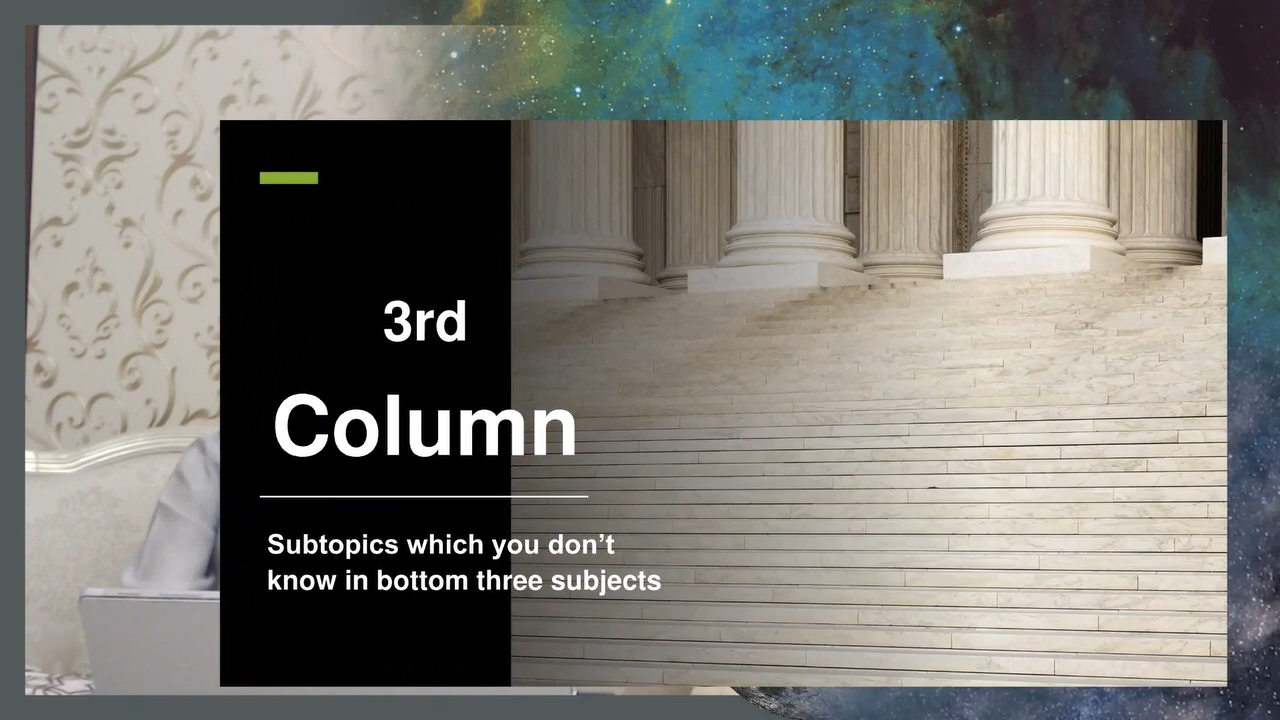 3rd
Column
Subtopics which you don’t
know in bottom three subjects